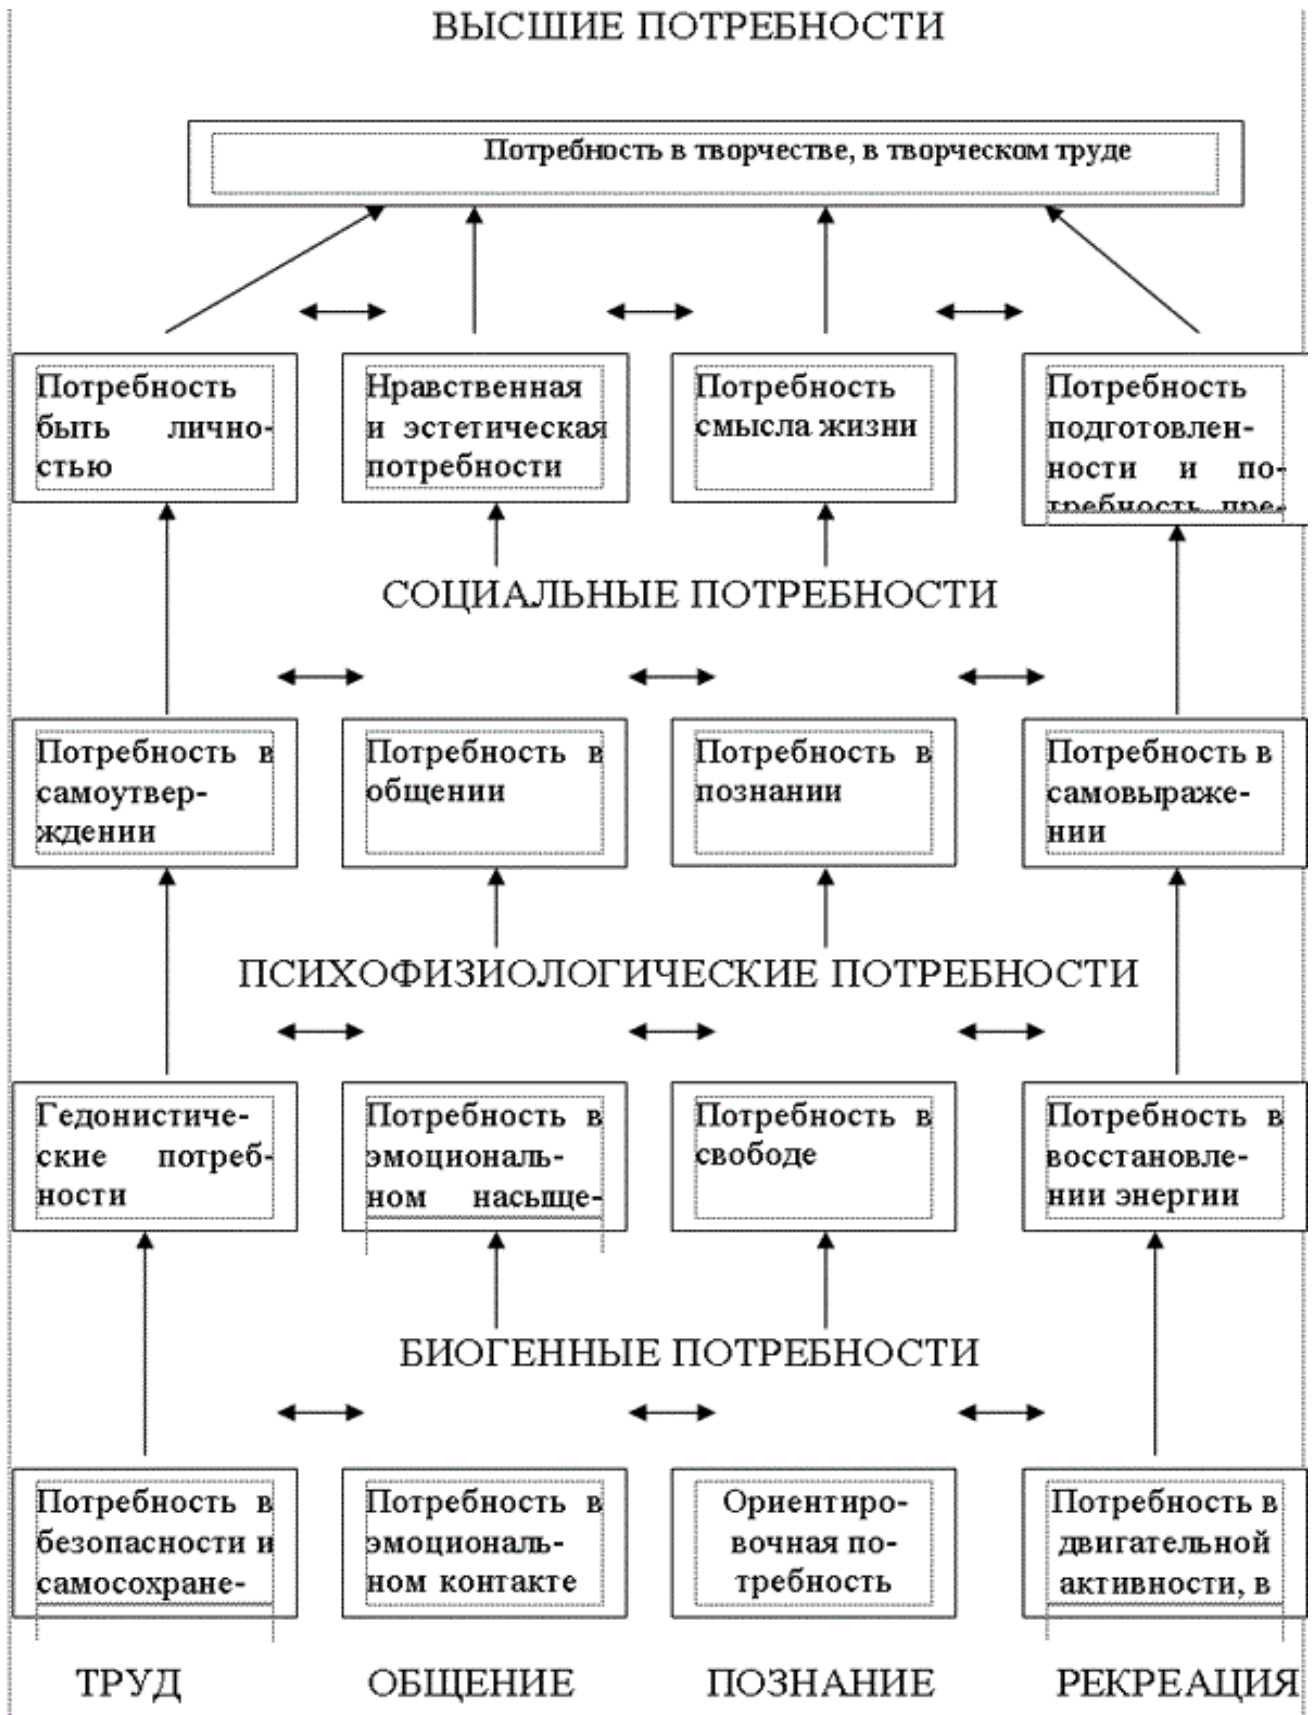 ВЫСШИЕ ПОТРЕБНОСТИ
Потребность в творчестве, в творческом труде
Потребность
быть лично-
стью
Нравственная
и эстетическая
потребности
Потребность
смысла жизни
Потребность
подготовлен-
ности и по-
требность пре-
СОЦИАЛЬНЫЕ ПОТРЕБНОСТИ
Потребность в
самоутвер-
ждении
Потребность в
общении
Потребность в
познании
Потребность в
самовыраже-
нии
ПСИХОФИЗИОЛОГИЧЕСКИЕ ПОТРЕБНОСТИ
Гедонистиче-
ские потреб-
ности
Потребность в
эмоциональ-
ном насыще-
Потребность в
свободе
Потребность в
восстановле-
нии энергии
БИОГЕННЫЕ ПОТРЕБНОСТИ
Потребность в
безопасности и
самосохране-
Потребность в
эмоциональ-
ном контакте
Ориентиро-
вочная по-
требность
Потребность в
двигательной
активности, в
ТРУД
ОБЩЕНИЕ
ПОЗНАНИЕ
РЕКРЕАЦИЯ